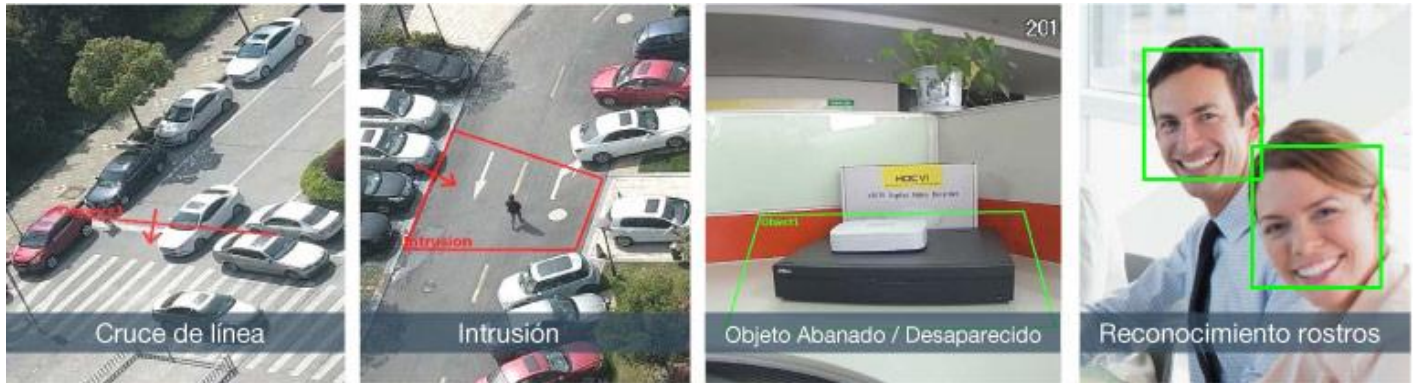 Intrusion
201
HDCVI
Object1
Cruce de línea
Intrusión
Objeto Abanado / Desaparecido
Reconocimiento rostros